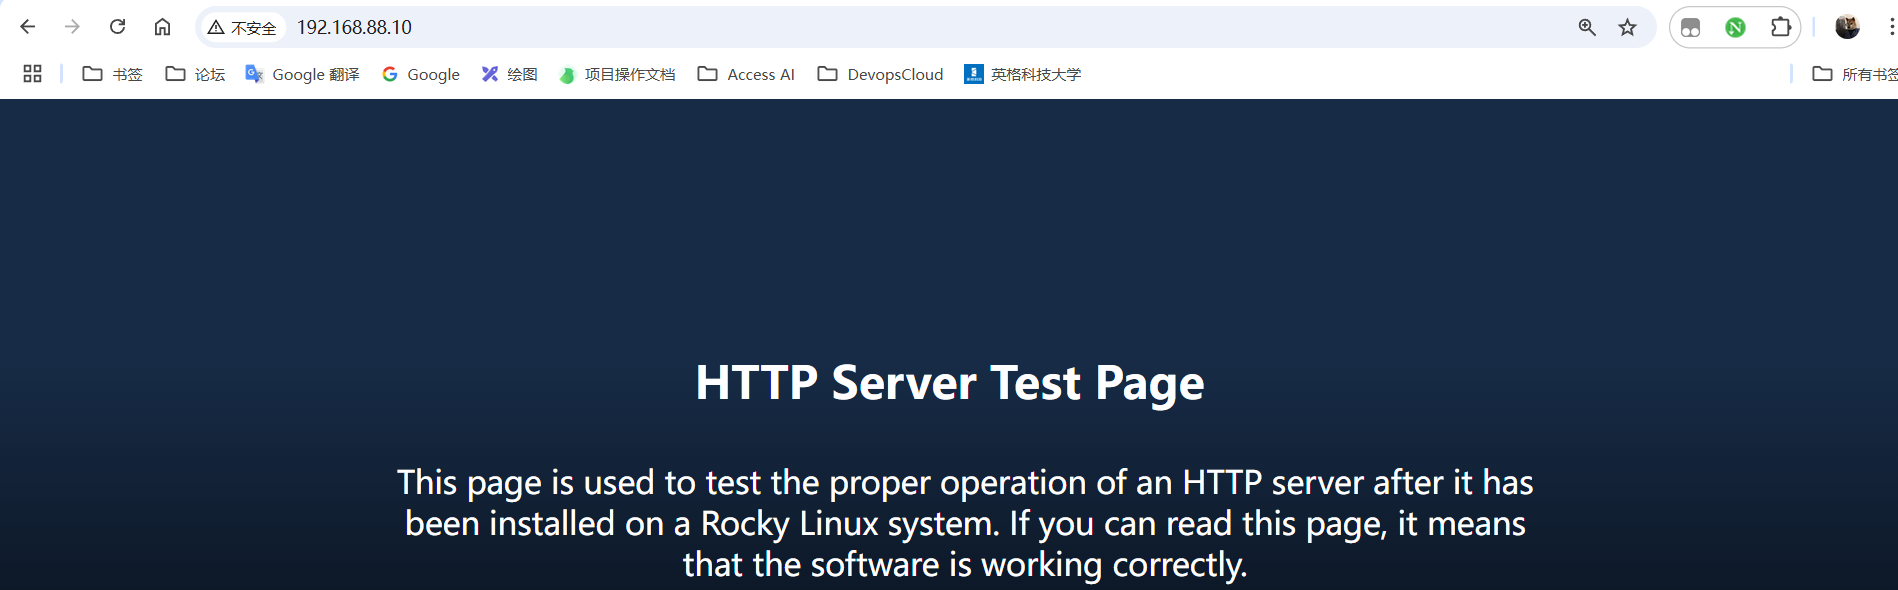 不安全 192.168.88.10
书签 论坛 Google 翻译 Google 绘图 项目操作文档 Access AI DevopsCloud 英格科技大学 所有书签
HTTP Server Test Page
This page is used to test the proper operation of an HTTP server after it has
been installed on a Rocky Linux system. If you can read this page, it means
that the software is working correctly.